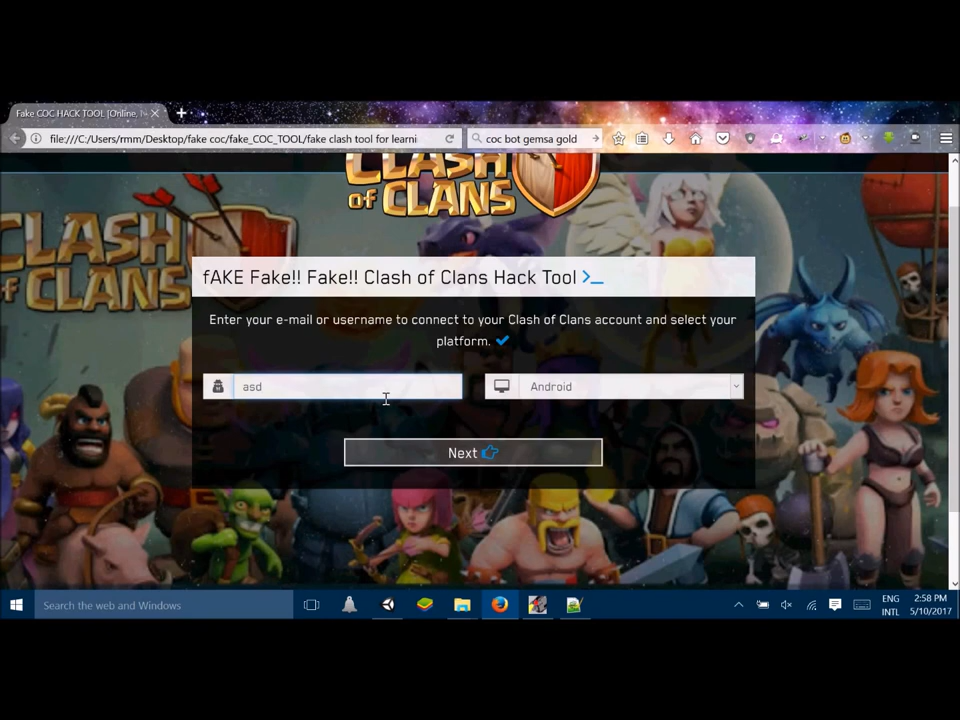 Fake COC HACK TOOL [Online, N
file:///C:/Users/rmm/Desktop/fake coc/fake_COC_TOOL/fake clash tool for learni
coc bot gemsa gold
CLASH
OF CLANS
CLASH
OF CLANS
fAKE Fake!! Fake!! Clash of Clans Hack Tool >_
Enter your e-mail or username to connect to your Clash of Clans account and select your
platform.
asd
Android
Next
Search the web and Windows
ENG
INTL
2:58 PM
5/10/2017